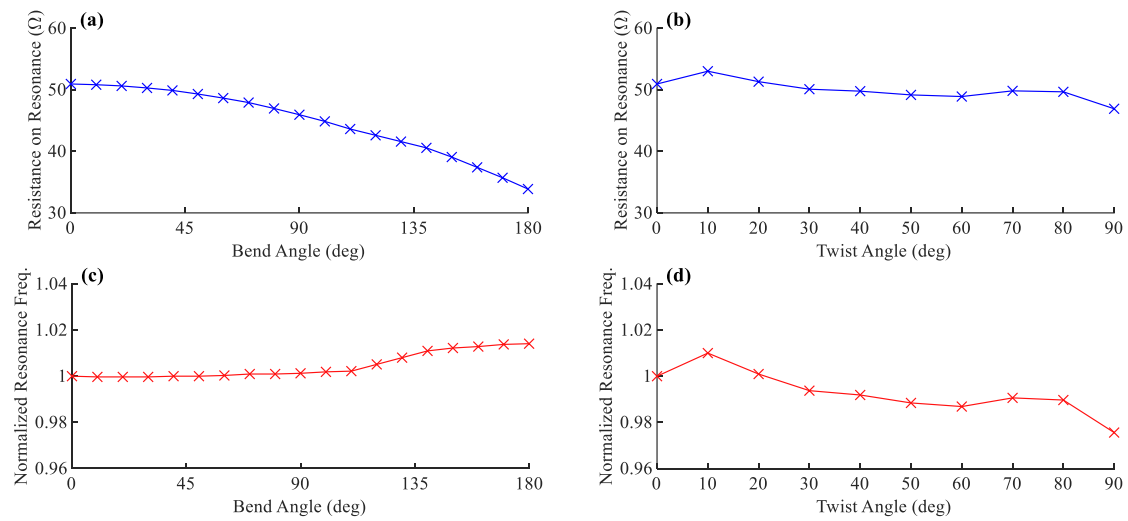 (a)
Resistance on Resonance (Ω)
60
50
40
30
0 45 90 135 180
Bend Angle (deg)
(b)
Resistance on Resonance (Ω)
60
50
40
30
0 10 20 30 40 50 60 70 80 90
Twist Angle (deg)
(c)
Normalized Resonance Freq.
1.04
1.02
1
0.98
0.96
0 45 90 135 180
Bend Angle (deg)
(d)
Normalized Resonance Freq.
1.04
1.02
1
0.98
0.96
0 10 20 30 40 50 60 70 80 90
Twist Angle (deg)